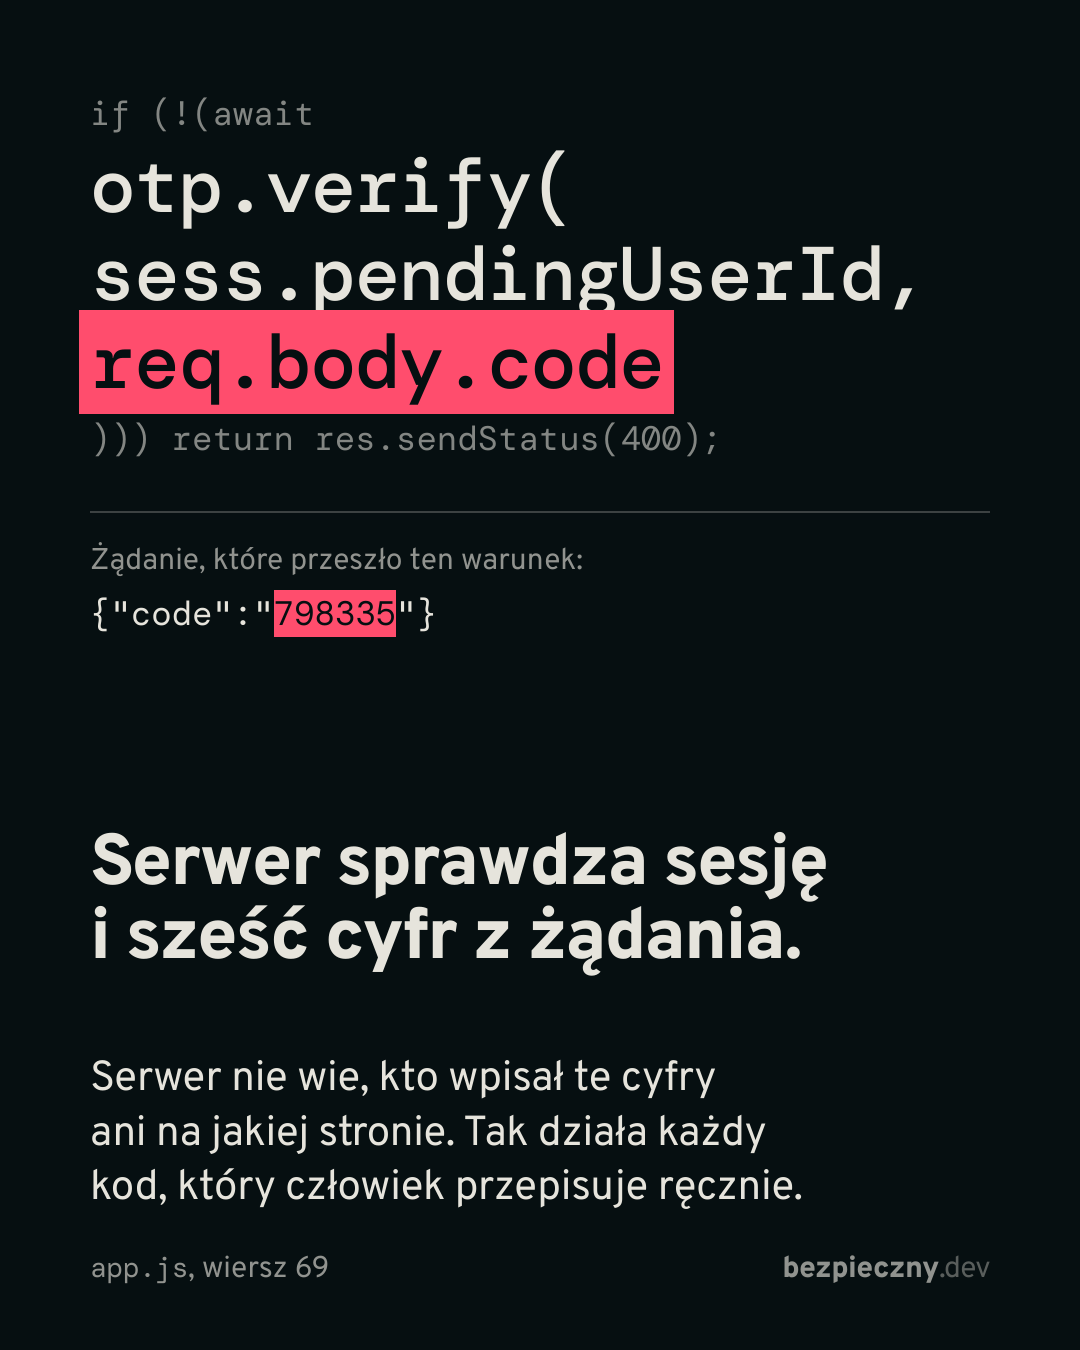 if (!(await
otp.verify(
sess.pendingUserId,
req.body.code
))) return res.sendStatus(400);
Żądanie, które przeszło ten warunek:
{"code":"798335"}
Serwer sprawdza sesję
i sześć cyfr z żądania.
Serwer nie wie, kto wpisał te cyfry
ani na jakiej stronie. Tak działa każdy
kod, który człowiek przepisuje ręcznie.
app.js, wiersz 69
bezpieczny.dev